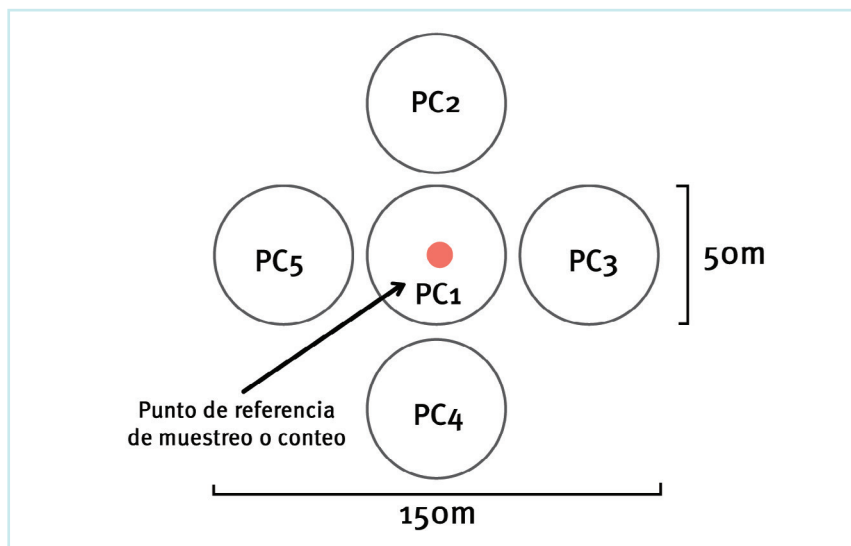 PC2
PC5
PC1
PC3
50m
PC4
Punto de referencia
de muestreo o conteo
150m